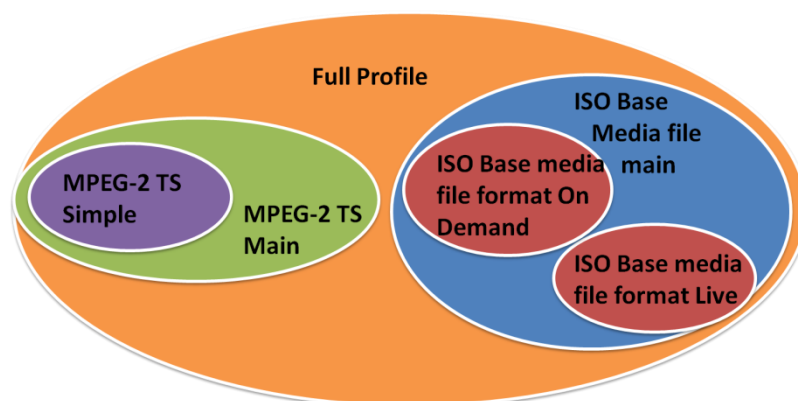 Full Profile
MPEG-2 TS
Simple
MPEG-2 TS
Main
ISO Base
Media file
main
ISO Base media
file format On
Demand
ISO Base media
file format Live